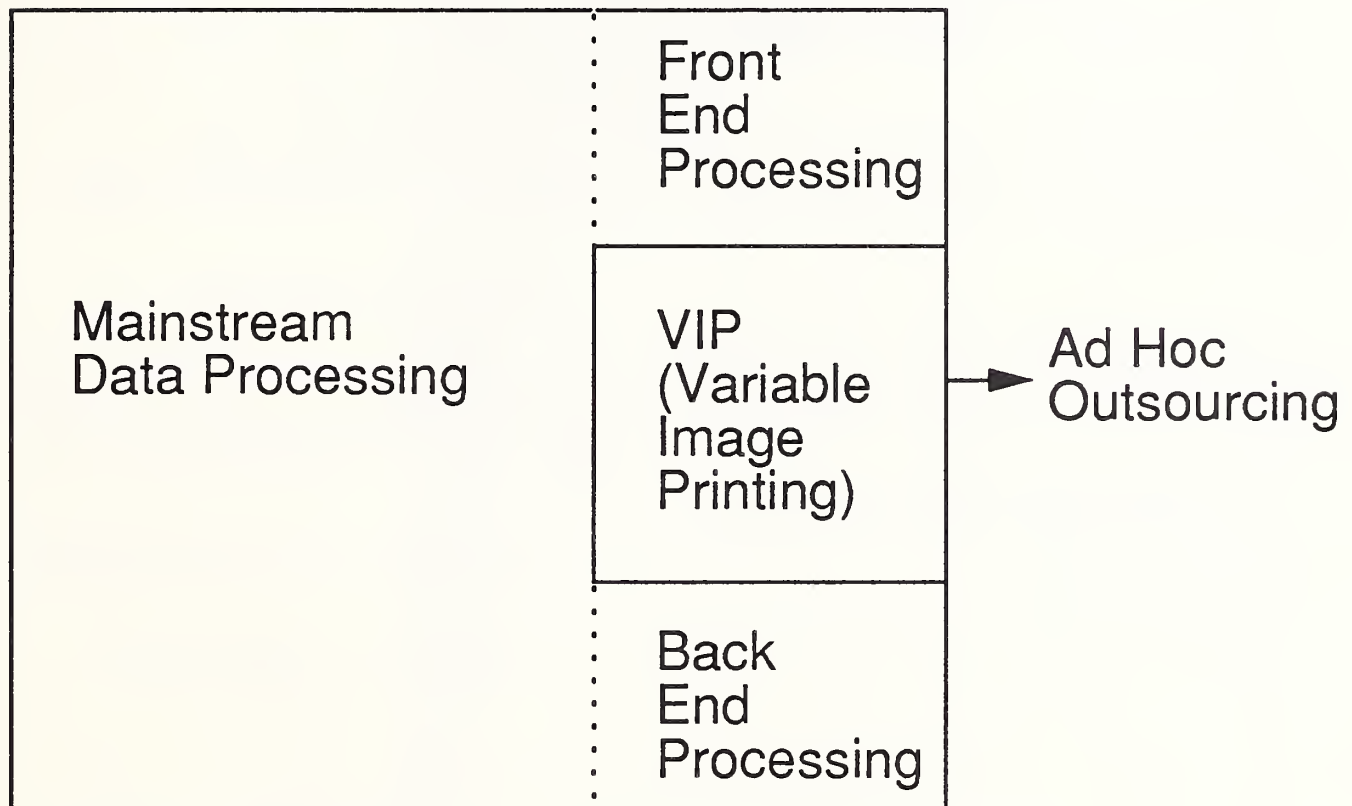 Front
End
Processing
Mainstream
Data Processing
VIP
(Variable
Image
Printing)
Ad Hoc
Outsourcing
Back
End
Processing